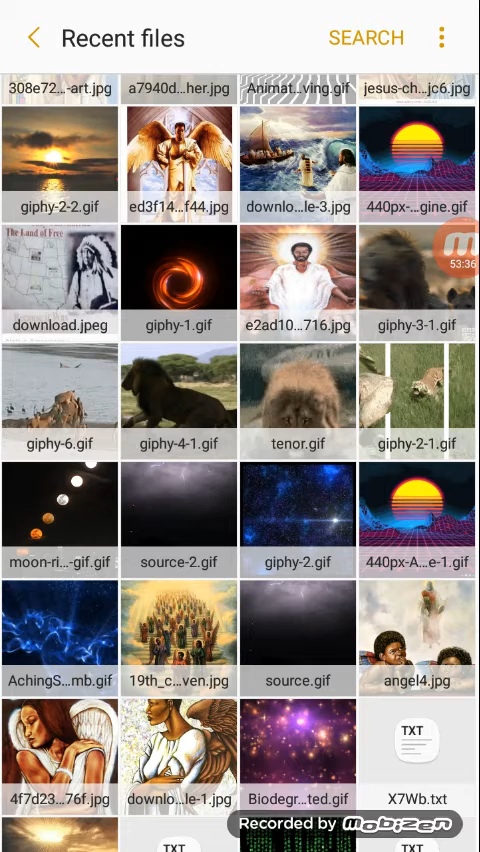 Recent files
SEARCH
308e72...-art.jpg
a7940d...her.jpg
Animat...ving.gif
jesus-ch...jc6.jpg
giphy-2-2.gif
ed3f14...f44.jpg
downlo...le-3.jpg
440px-...gine.gif
The Land of Free
53:36
download.jpeg
giphy-1.gif
e2ad10...716.jpg
giphy-3-1.gif
giphy-6.gif
giphy-4-1.gif
tenor.gif
giphy-2-1.gif
moon-ri...-gif.gif
source-2.gif
giphy-2.gif
440px-A...e-1.gif
AchingS...mb.gif
19th_c...ven.jpg
source.gif
angel4.jpg
TXT
4f7d23...76f.jpg
downlo...le-1.jpg
Biodegr...ted.gif
X7Wb.txt
Recorded by mobizen
TXT
TXT